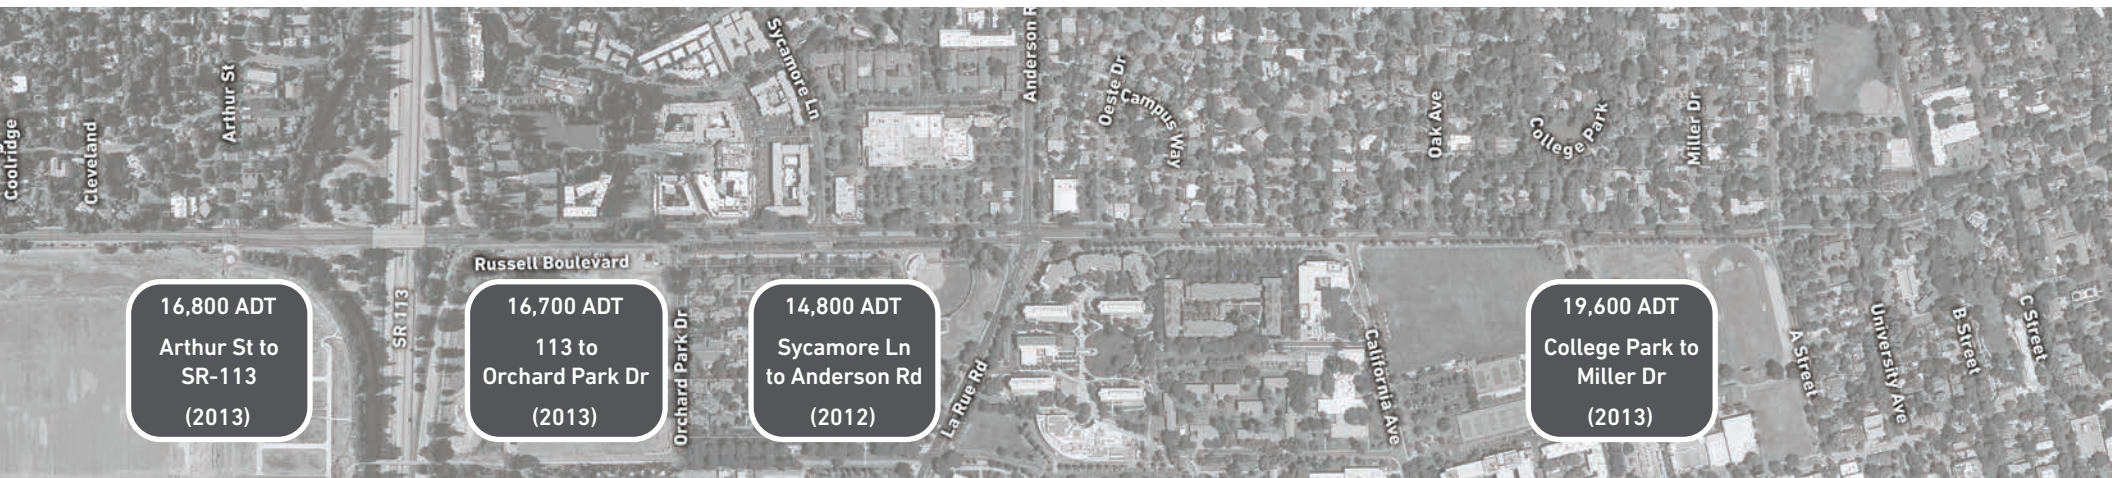 Coolridge
Cleveland
Arthur St
SR 113
Sycamore Ln
Anderson R
Oeste Dr
Campus Way
Oak Ave
College Park
Miller Dr
Russell Boulevard
Orchard Park Dr
La Rue Rd
California Ave
A Street
University Ave
B Street
C Street
16,800 ADT
Arthur St to
SR-113
(2013)
16,700 ADT
113 to
Orchard Park Dr
(2013)
14,800 ADT
Sycamore Ln
to Anderson Rd
(2012)
19,600 ADT
College Park to
Miller Dr
(2013)